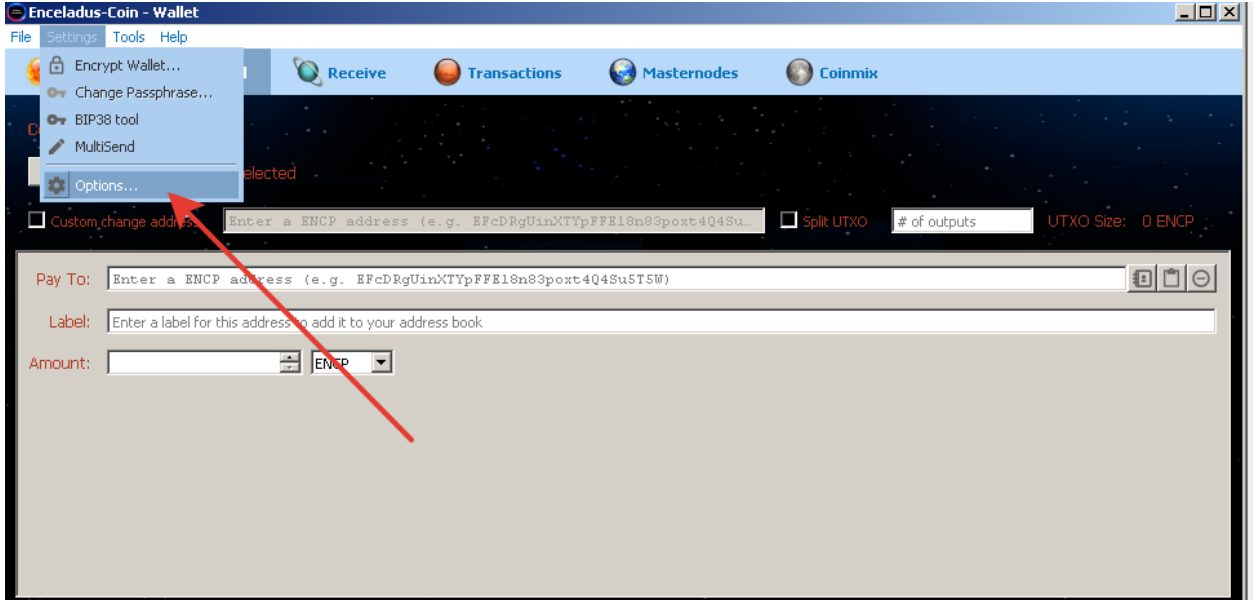 Enceladus-Coin - Wallet
File Settings Tools Help
Encrypt Wallet...
Change Passphrase...
BIP38 tool
MultiSend
Options...
Receive Transactions Masternodes Coinmix
elected
Custom change address
Enter a ENCP address (e.g. EFcDRgUinXTYpFFE18n83poxt4Q4Su...
Split UTXO # of outputs UTXO Size: 0 ENCP
Pay To: Enter a ENCP address (e.g. EFcDRgUinXTYpFFE18n83poxt4Q4Su5T5W)
Label: Enter a label for this address to add it to your address book
Amount: ENCP